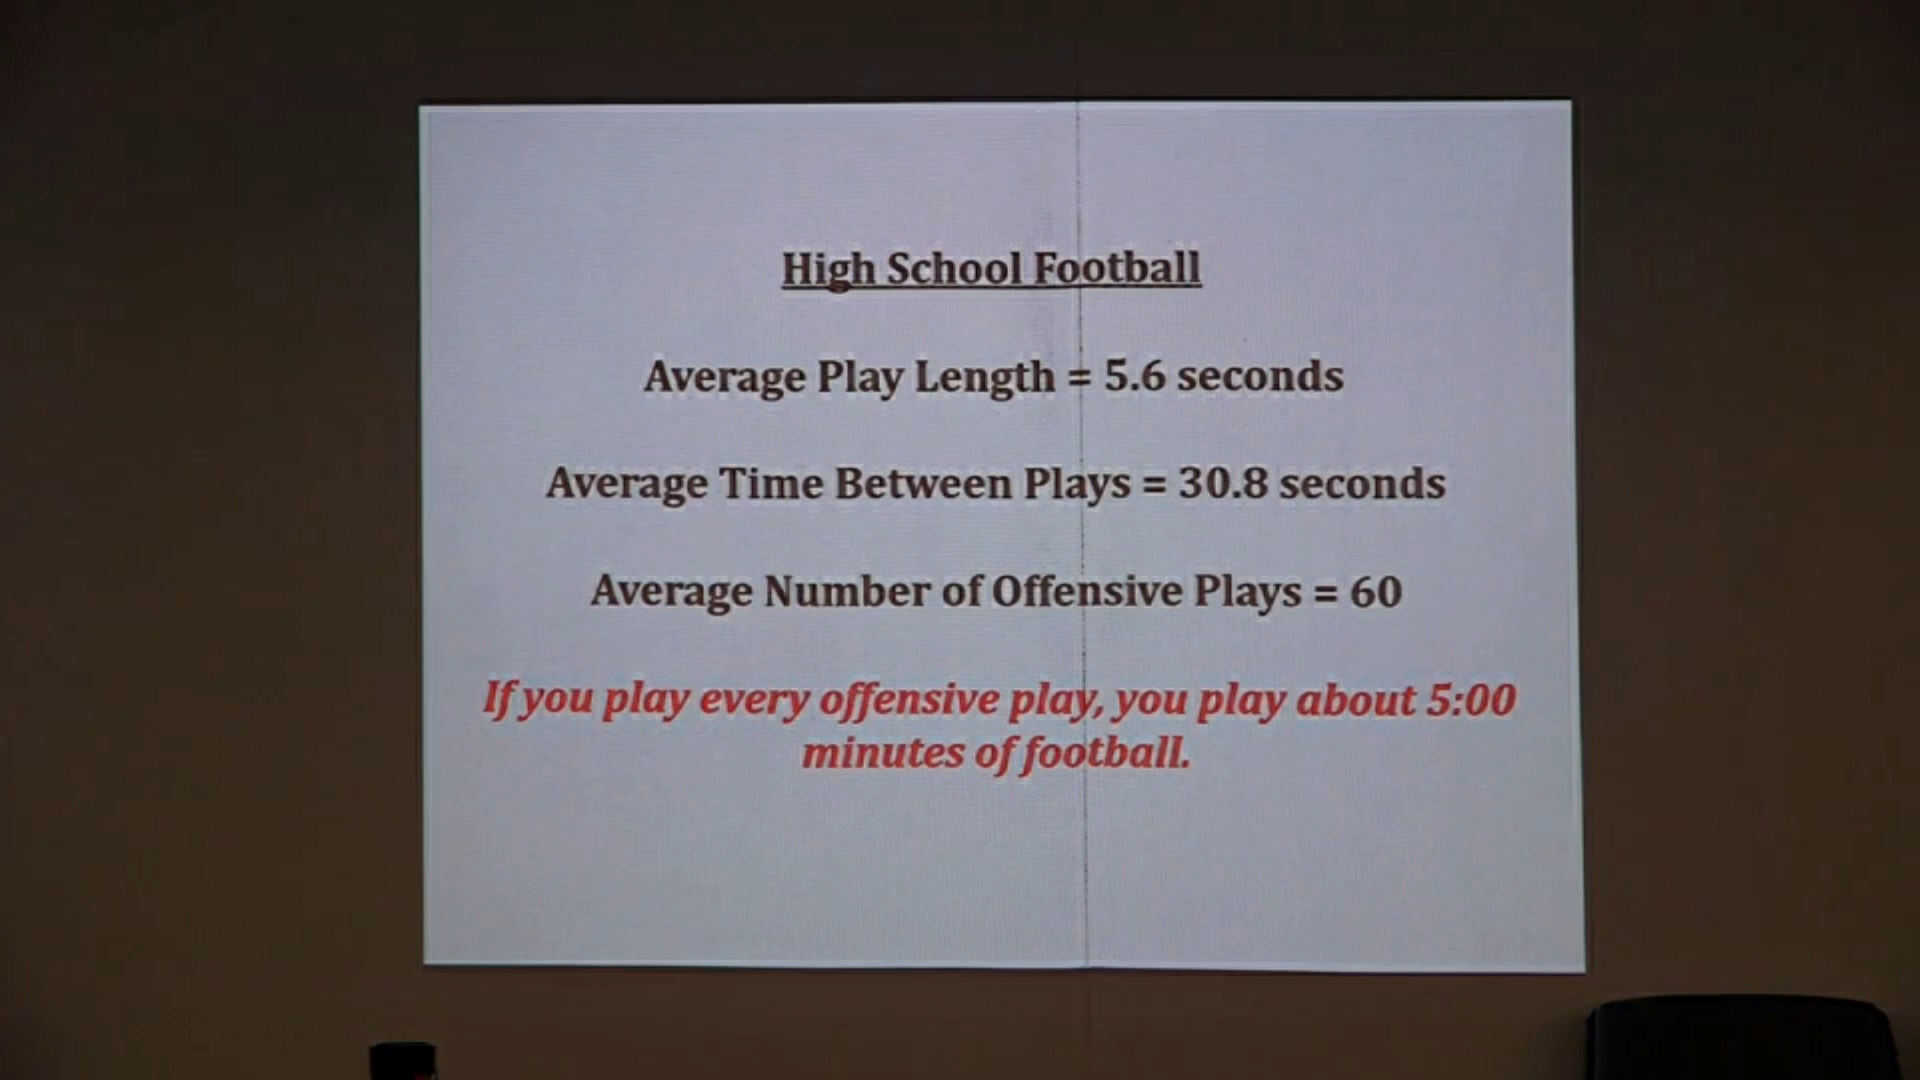 High School Football
Average Play Length = 5.6 seconds
Average Time Between Plays = 30.8 seconds
Average Number of Offensive Plays = 60
If you play every offensive play, you play about 5:00
minutes of football.